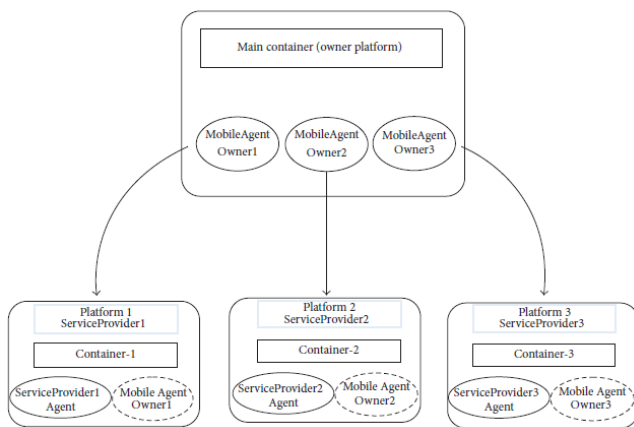 Main container (owner platform)
MobileAgent
Owner1
MobileAgent
Owner2
MobileAgent
Owner3
Platform 1
ServiceProvider1
Container-1
ServiceProvider1
Agent
Mobile Agent
Owner1
Platform 2
ServiceProvider2
Container-2
ServiceProvider2
Agent
Mobile Agent
Owner2
Platform 3
ServiceProvider3
Container-3
ServiceProvider3
Agent
Mobile Agent
Owner3